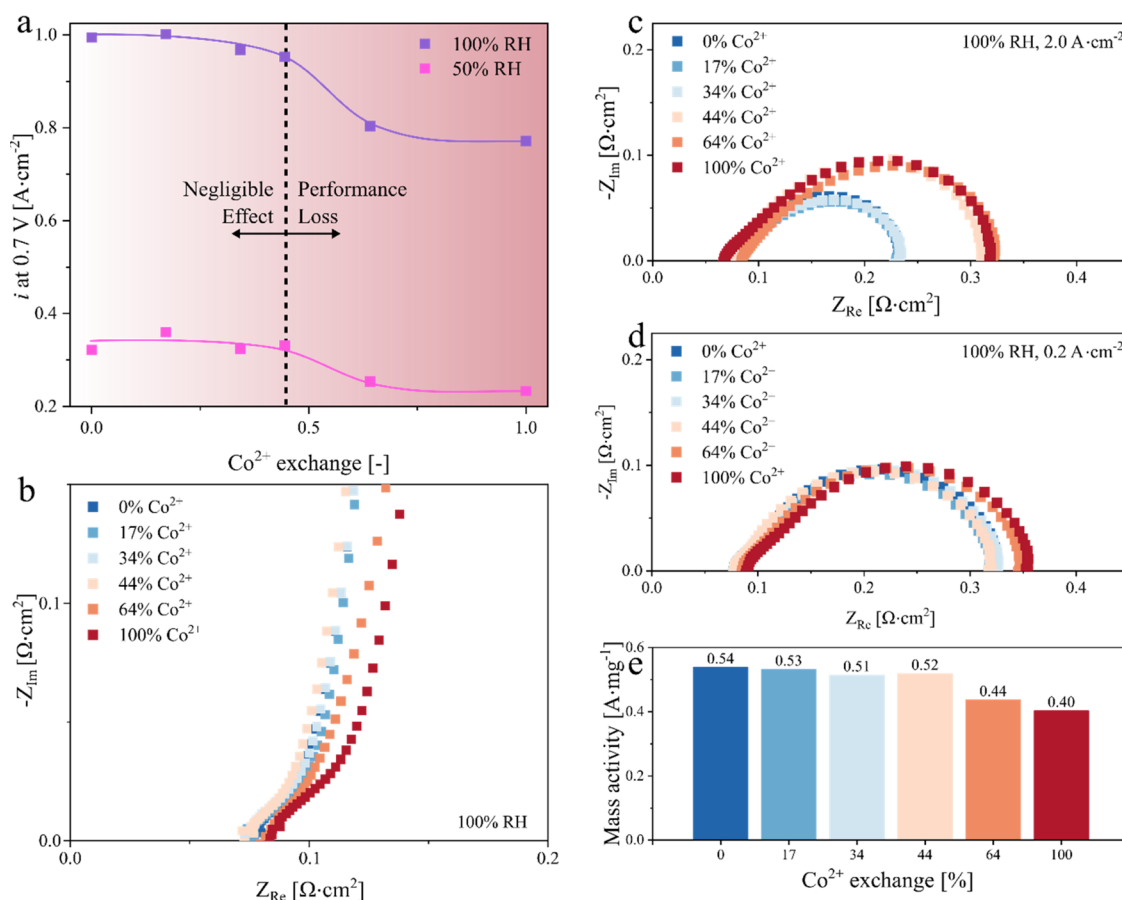 a
1.0
0.8
0.6
0.4
0.2
i at 0.7 V [A·cm⁻²]
100% RH
50% RH
Negligible Effect
Performance Loss
0.0
0.5
1.0
Co²⁺ exchange [-]
b
0% Co²⁺
17% Co²⁺
34% Co²⁺
44% Co²⁺
64% Co²⁺
100% Co²⁺
-Z_Im [Ω·cm²]
0.1
0.0
100% RH
0.0
0.1
0.2
Z_Re [Ω·cm²]
c
0.2
0% Co²⁺
17% Co²⁺
34% Co²⁺
44% Co²⁺
64% Co²⁺
100% Co²⁺
100% RH, 2.0 A·cm⁻²
-Z_Im [Ω·cm²]
0.1
0.0
0.0
0.1
0.2
0.3
0.4
Z_Re [Ω·cm²]
d
0.2
0% Co²⁺
17% Co²⁻
34% Co²⁻
44% Co²⁻
64% Co²⁻
100% Co²⁺
100% RH, 0.2 A·cm⁻²
-Z_Im [Ω·cm²]
0.1
0.0
0.0
0.1
0.2
0.3
0.4
Z_Re [Ω·cm²]
e
0.6
0.4
0.2
0.0
Mass activity [A·mg⁻¹]
0.54
0.53
0.51
0.52
0.44
0.40
0
17
34
44
64
100
Co²⁺ exchange [%]